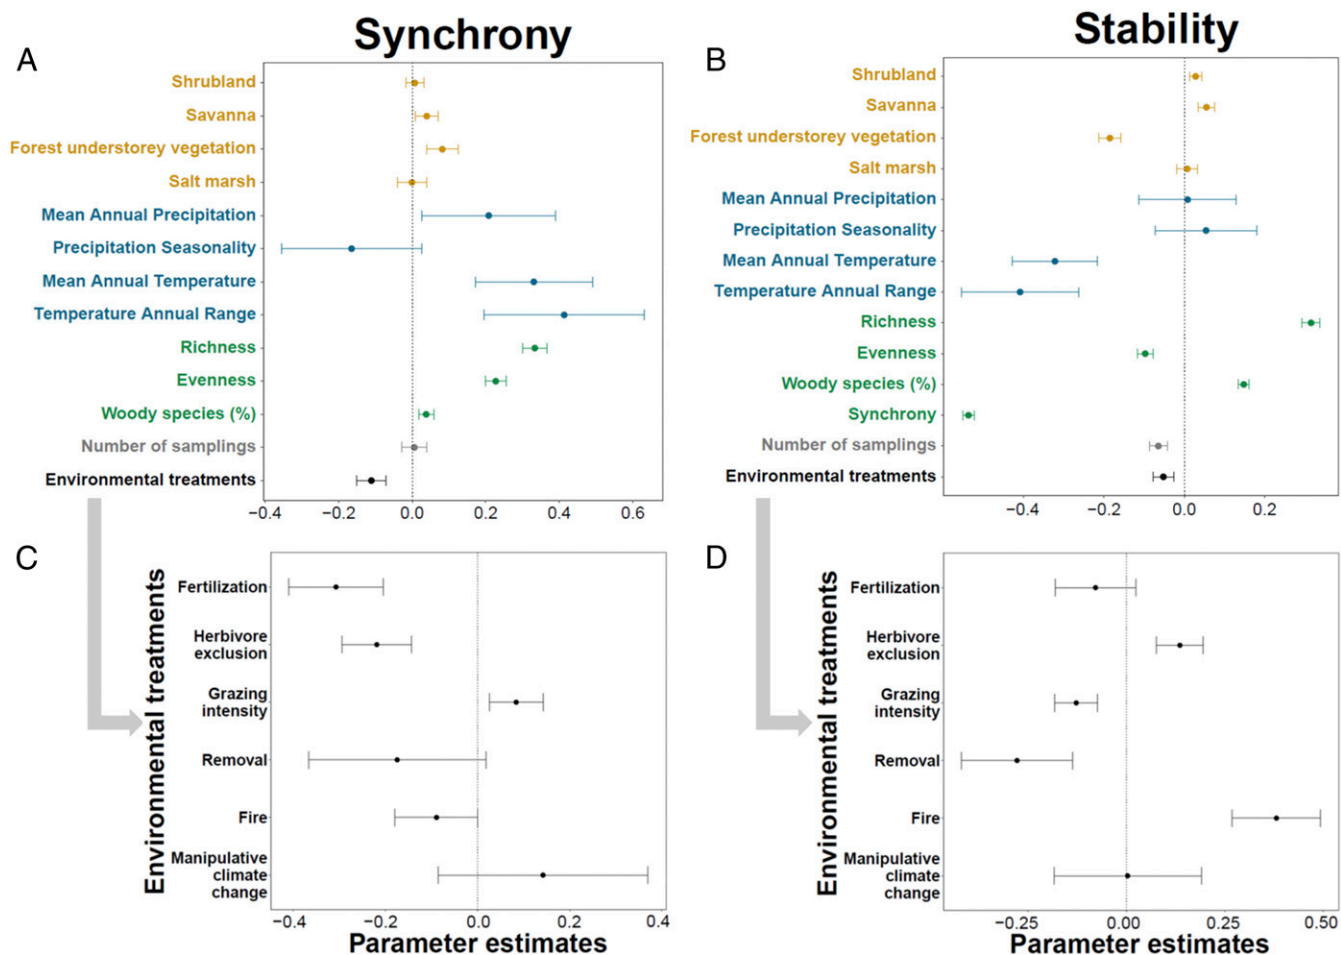 Synchrony
A
Shrubland
Savanna
Forest understorey vegetation
Salt marsh
Mean Annual Precipitation
Precipitation Seasonality
Mean Annual Temperature
Temperature Annual Range
Richness
Evenness
Woody species (%)
Number of samplings
Environmental treatments
−0.4 −0.2 0.0 0.2 0.4 0.6
Stability
B
Shrubland
Savanna
Forest understorey vegetation
Salt marsh
Mean Annual Precipitation
Precipitation Seasonality
Mean Annual Temperature
Temperature Annual Range
Richness
Evenness
Woody species (%)
Synchrony
Number of samplings
Environmental treatments
−0.4 −0.2 0.0 0.2
C
Environmental treatments
Fertilization
Herbivore
exclusion
Grazing
intensity
Removal
Fire
Manipulative
climate
change
−0.4 −0.2 0.0 0.2 0.4
Parameter estimates
D
Environmental treatments
Fertilization
Herbivore
exclusion
Grazing
intensity
Removal
Fire
Manipulative
climate
change
−0.25 0.00 0.25 0.50
Parameter estimates